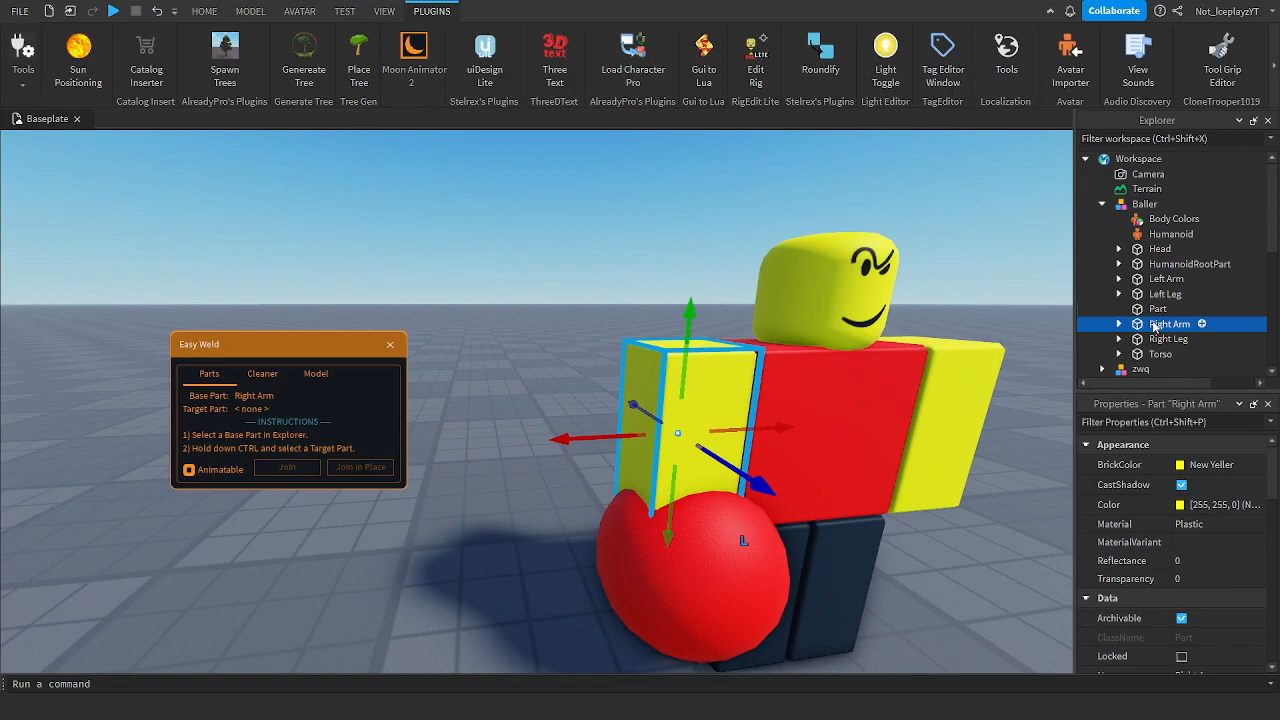 FILE HOME MODEL AVATAR TEST VIEW PLUGINS Collaborate Not_IceplayzYT
Tools
Sun Positioning
Catalog Inserter
Spawn Trees
Genereate Tree
Place Tree
Moon Animator 2
uiDesign Lite
3D TEXT
Three Text
Load Character Pro
Gui to Lua
LITE
Edit Rig
Roundify
Light Toggle
Tag Editor Window
Tools
Avatar Importer
View Sounds
Tool Grip Editor
Catalog Insert AlreadyPro's Plugins Generate Tree Tree Gen Stelrex's Plugins ThreeDText AlreadyPro's Plugins Gui to Lua RigEdit Lite Stelrex's Plugins Light Editor TagEditor Localization Avatar Audio Discovery CloneTrooper1019
Baseplate
Explorer
Filter workspace (Ctrl+Shift+X)
Workspace
Camera
Terrain
Baller
Body Colors
Humanoid
Head
HumanoidRootPart
Left Arm
Left Leg
Part
Right Arm
Right Leg
Torso
zwq
Easy Weld
Parts Cleaner Model
Base Part: Right Arm
Target Part: < none >
INSTRUCTIONS
1) Select a Base Part in Explorer.
2) Hold down CTRL and select a Target Part.
Animatable Join Join in Place
L
Properties - Part "Right Arm"
Filter Properties (Ctrl+Shift+P)
Appearance
BrickColor New Yeller
CastShadow
Color [255, 255, 0] (N...
Material Plastic
MaterialVariant
Reflectance 0
Transparency 0
Data
Archivable
ClassName Part
Locked
Run a command